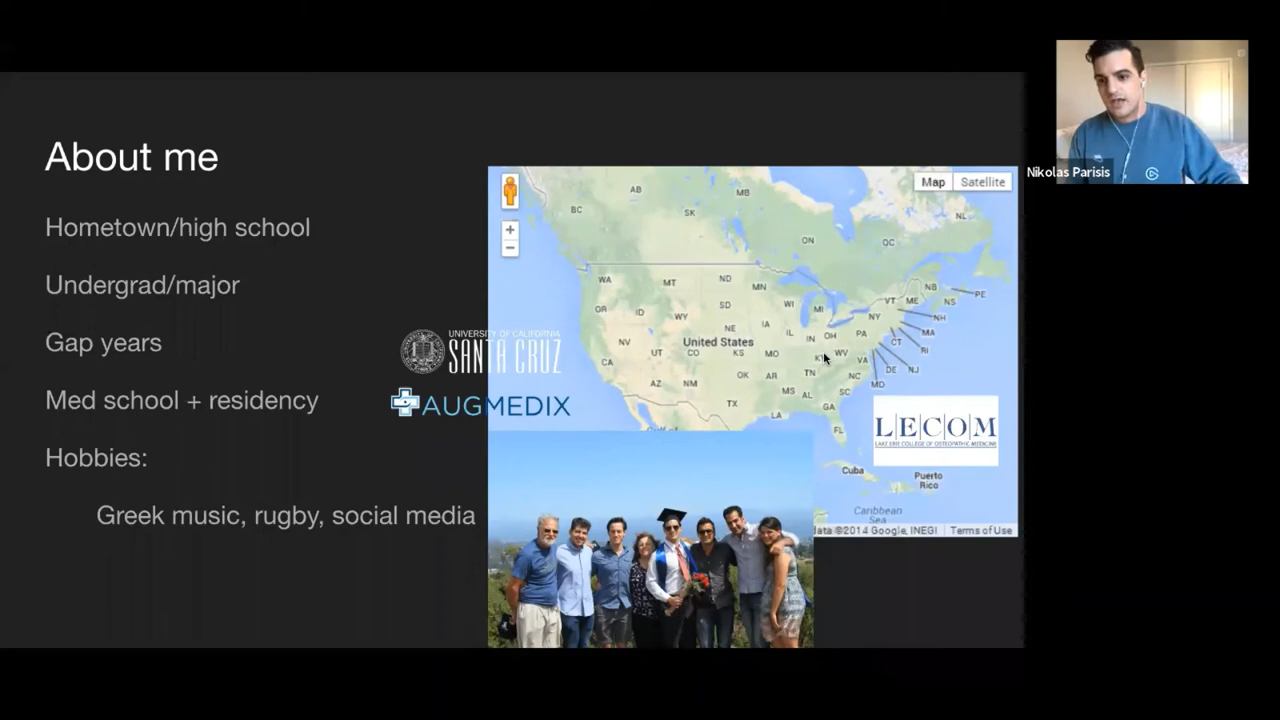 About me
Hometown/high school
Undergrad/major
Gap years
Med school + residency
Hobbies:
Greek music, rugby, social media
UNIVERSITY OF CALIFORNIA
SANTA CRUZ
AUGMEDIX
Map Satellite
+
−
AB MB
BC SK NL
ON QC
WA MT ND MN NB PE
OR ID SD WI MI VT ME NS
WY NY NH
NE IA MA
NV United States IL IN OH PA CT RI
UT CO KS MO KY WV VA NJ
CA DE
AZ NM OK AR TN NC MD
MS AL SC
TX LA GA
FL
Gulf of
LECOM
LAKE ERIE COLLEGE OF OSTEOPATHIC MEDICINE
Cuba Puerto
Rico
Caribbean
Sea
data ©2014 Google, INEGI Terms of Use
Nikolas Parisis